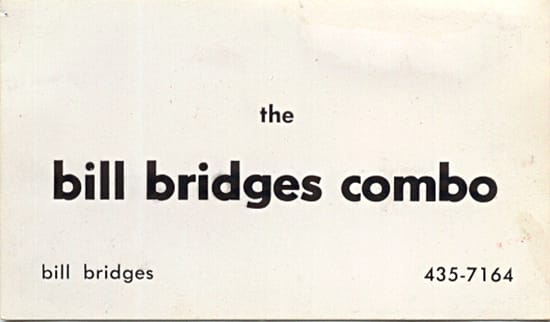 the
bill bridges combo
bill bridges 435-7164